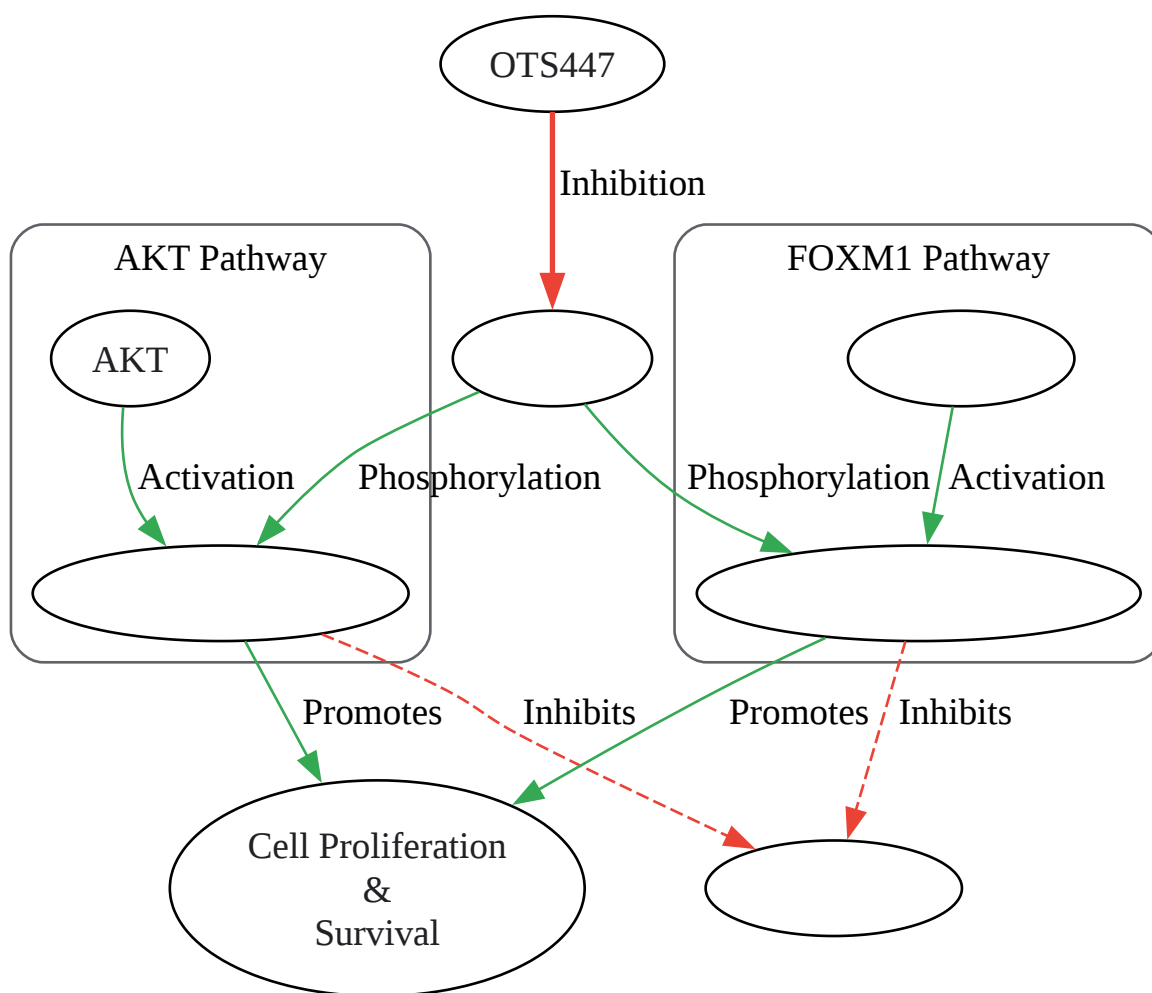 OTS447
Inhibition
AKT Pathway
FOXM1 Pathway
AKT
Activation
Phosphorylation
Phosphorylation
Activation
Promotes
Inhibits
Promotes
Inhibits
Cell Proliferation
&
Survival